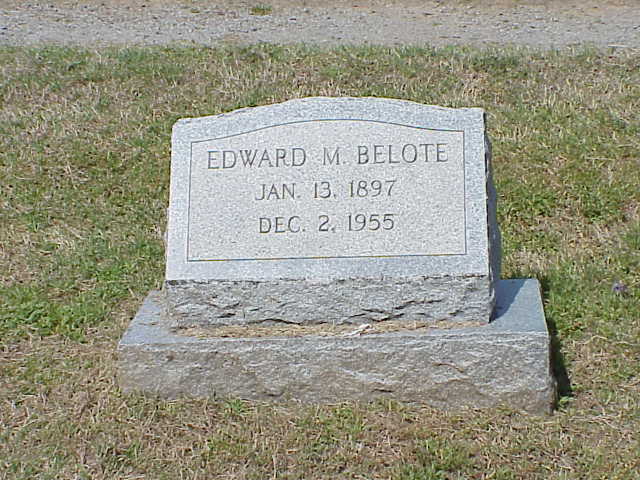 EDWARD M. BELOTE
JAN. 13, 1897
DEC. 2, 1955